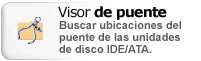 Visor de puente
Buscar ubicaciones del
puente de las unidades
de disco IDE/ATA.